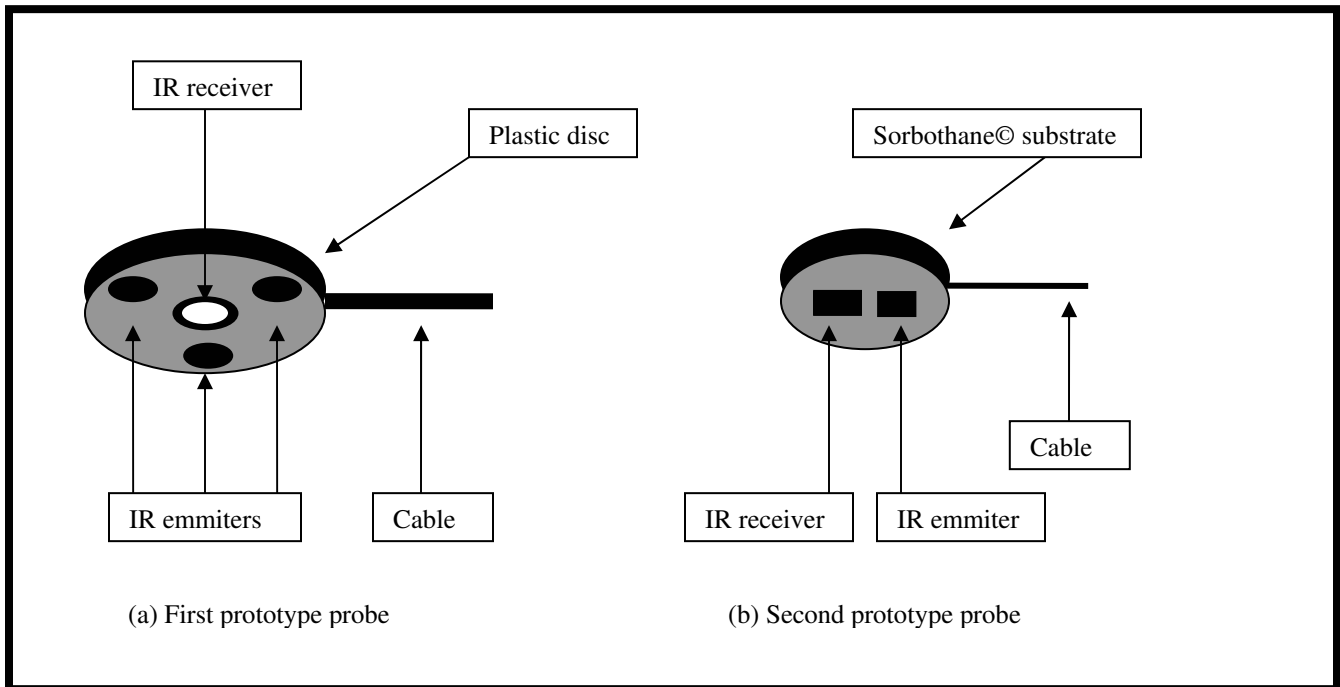 IR receiver
Plastic disc
IR emmiters
Cable
(a) First prototype probe
Sorbothane© substrate
Cable
IR receiver
IR emmiter
(b) Second prototype probe